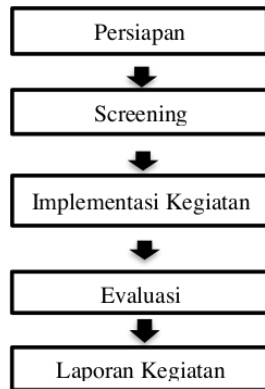 Persiapan
Screening
Implementasi Kegiatan
Evaluasi
Laporan Kegiatan